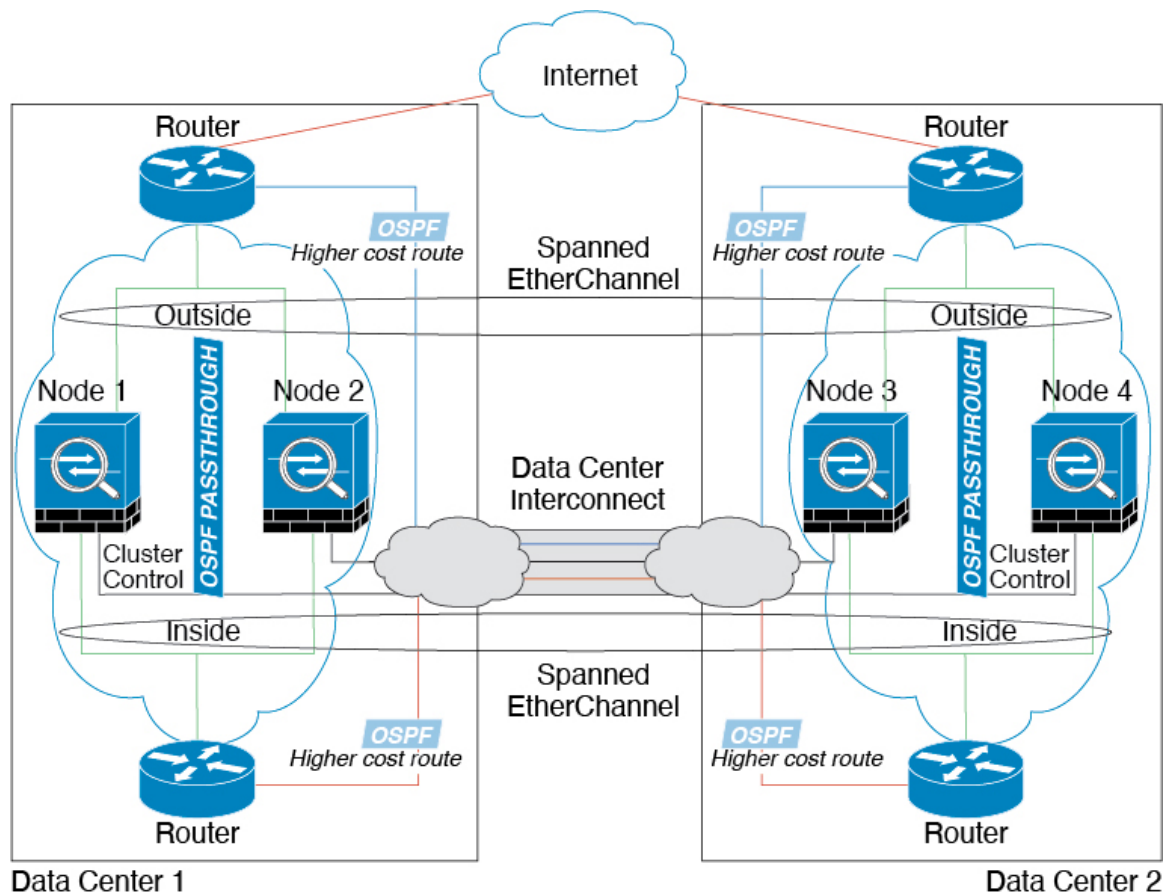 Internet
Router
Router
OSPF
Higher cost route
OSPF
Higher cost route
Spanned
EtherChannel
Outside
Outside
Node 1
Node 2
Node 3
Node 4
OSPF PASSTHROUGH
OSPF PASSTHROUGH
Data Center
Interconnect
Cluster
Control
Cluster
Control
Inside
Inside
Spanned
EtherChannel
OSPF
Higher cost route
OSPF
Higher cost route
Router
Router
Data Center 1
Data Center 2